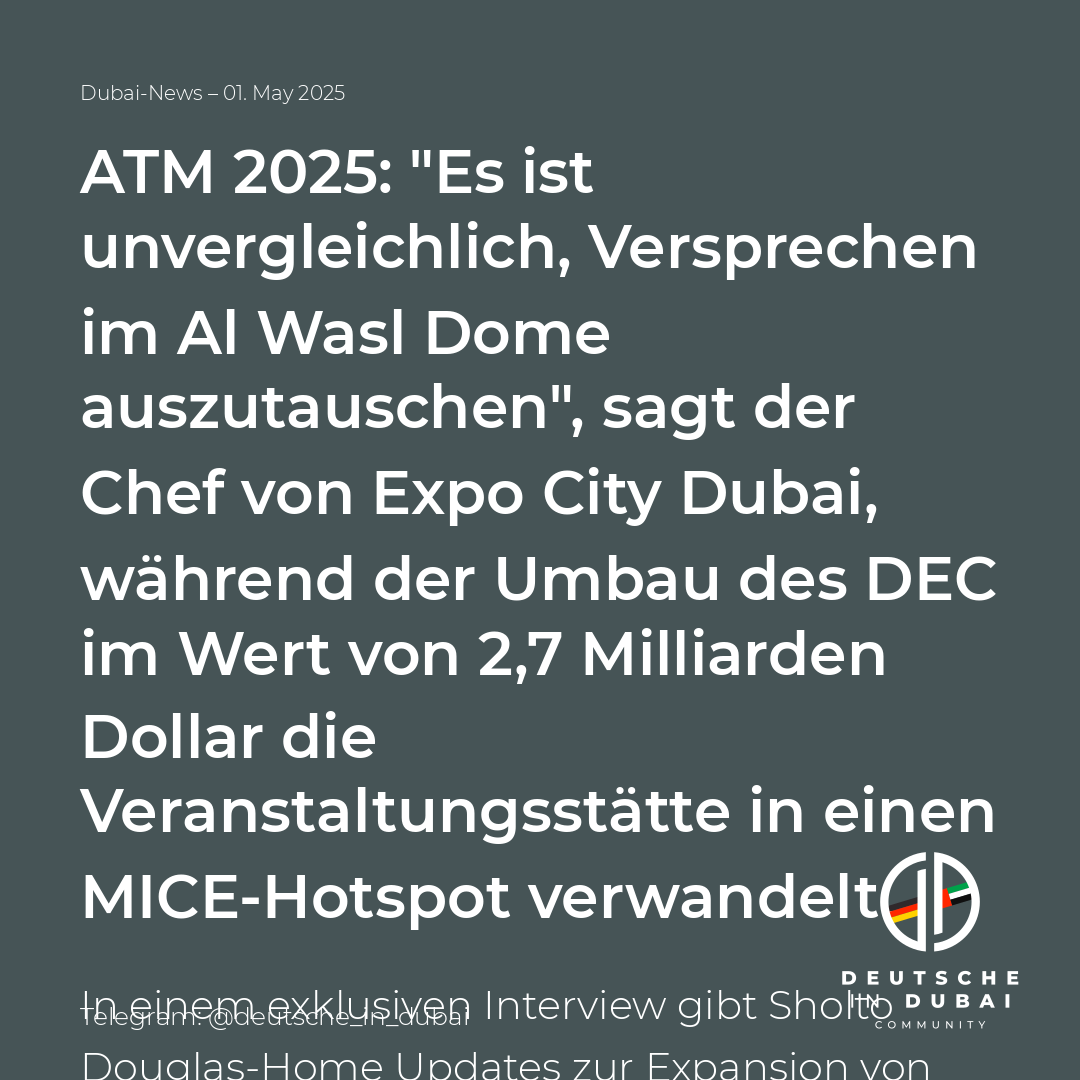 Dubai-News – 01. May 2025
ATM 2025: "Es ist
unvergleichlich, Versprechen
im Al Wasl Dome
auszutauschen", sagt der
Chef von Expo City Dubai,
während der Umbau des DEC
im Wert von 2,7 Milliarden
Dollar die
Veranstaltungsstätte in einen
MICE-Hotspot verwandelt
DEUTSCHE
IN DUBAI
COMMUNITY
In einem exklusiven Interview gibt Sholto
Telegram: @deutsche_in_dubai
Douglas-Home Updates zur Expansion von